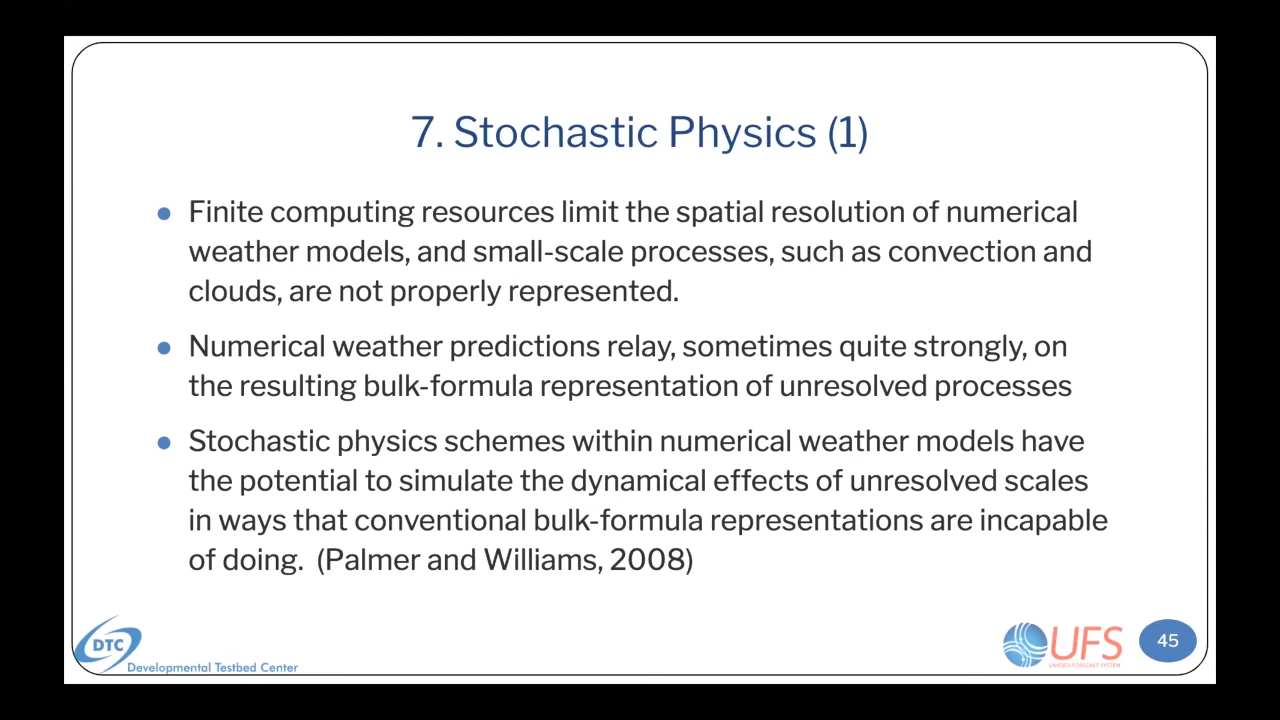 7. Stochastic Physics (1)
● Finite computing resources limit the spatial resolution of numerical
weather models, and small-scale processes, such as convection and
clouds, are not properly represented.
● Numerical weather predictions relay, sometimes quite strongly, on
the resulting bulk-formula representation of unresolved processes
● Stochastic physics schemes within numerical weather models have
the potential to simulate the dynamical effects of unresolved scales
in ways that conventional bulk-formula representations are incapable
of doing. (Palmer and Williams, 2008)
DTC
Developmental Testbed Center
UFS
UNIFIED FORECAST SYSTEM
45